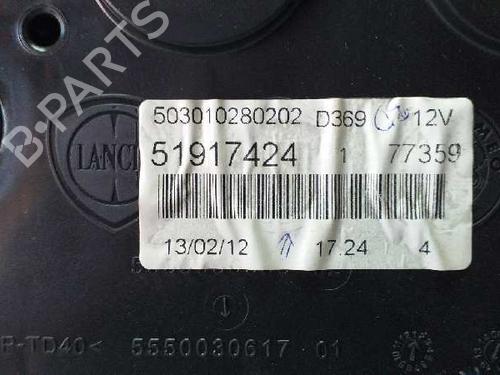 B-PARTS
503010280202 D369 12V
LANCI
51917424 1 77359
13/02/12 17.24 4
P-TD40< 5550030617 01